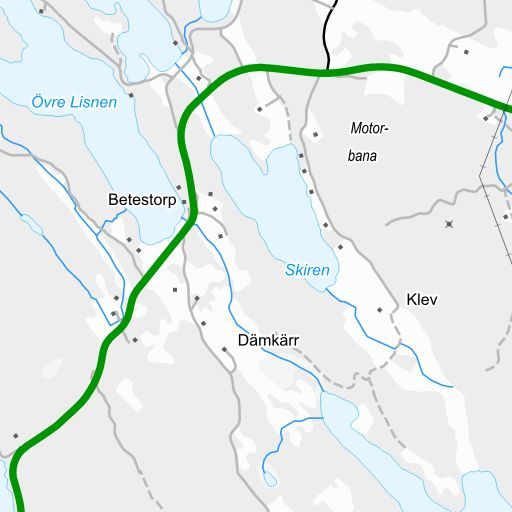 Övre Lisnen
Motor-
bana
Betestorp
Skiren
Klev
Dämkärr